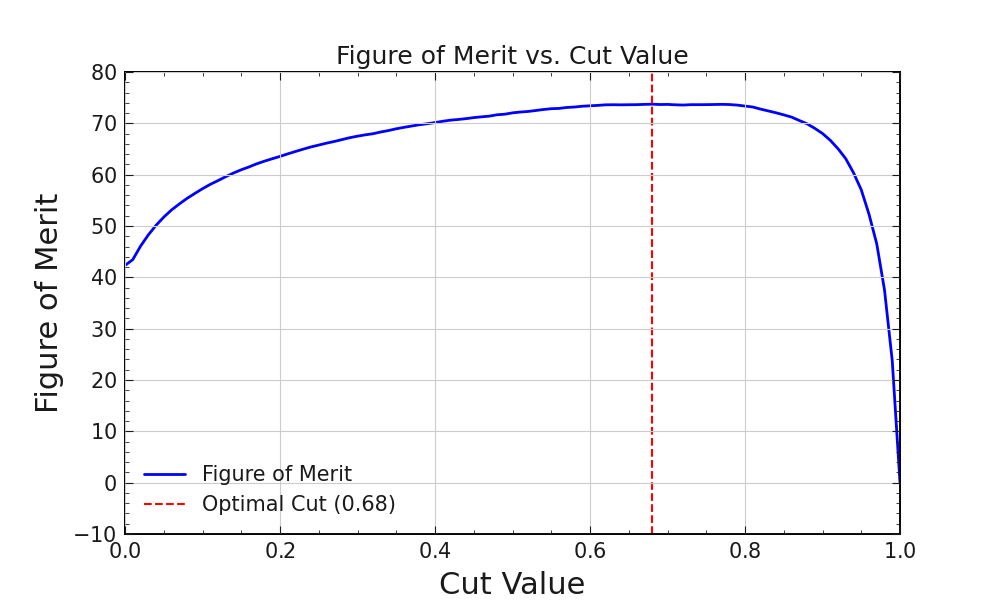 Figure of Merit vs. Cut Value
80
70
60
50
40
30
20
10
0
−10
Figure of Merit
Figure of Merit
Optimal Cut (0.68)
0.0 0.2 0.4 0.6 0.8 1.0
Cut Value